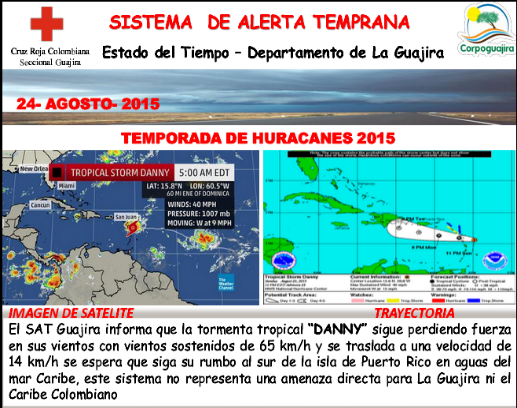 SISTEMA DE ALERTA TEMPRANA
Cruz Roja Colombiana
Seccional Guajira
Estado del Tiempo – Departamento de La Guajira
Corpoguajira
24- AGOSTO- 2015
TEMPORADA DE HURACANES 2015
New Orlea
Miami
Cancun
San Juan
TROPICAL STORM DANNY 5:00 AM EDT
LAT: 15.8°N LON: 60.5°W
60 MI ENE OF DOMINICA
WINDS: 40 MPH
PRESSURE: 1007 mb
MOVING: W at 9 MPH
The Weather Channel
8 PM Mon
Tropical Storm Danny
Current Information:
Forecast Positions:
Potential Track Area:
Watches:
Warnings:
IMAGEN DE SATELITE
TRAYECTORIA
El SAT Guajira informa que la tormenta tropical “DANNY” sigue perdiendo fuerza
en sus vientos con vientos sostenidos de 65 km/h y se traslada a una velocidad de
14 km/h se espera que siga su rumbo al sur de la isla de Puerto Rico en aguas del
mar Caribe, este sistema no representa una amenaza directa para La Guajira ni el
Caribe Colombiano